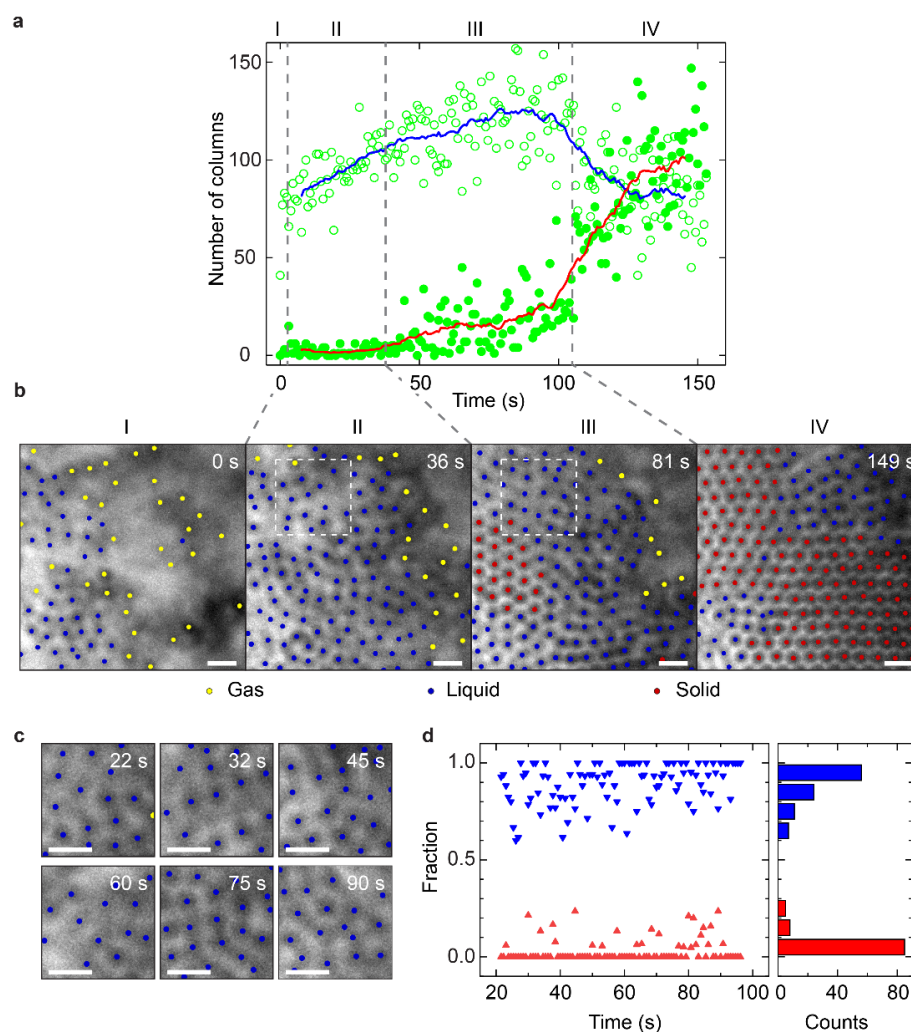 a
I II III IV
150
100
50
0
Number of columns
0 50 100 150
Time (s)
b
I II III IV
0 s 36 s 81 s 149 s
Gas Liquid Solid
c
22 s 32 s 45 s
60 s 75 s 90 s
d
1.0
0.5
0.0
Fraction
20 40 60 80 100
Time (s)
0 20 40 60 80
Counts